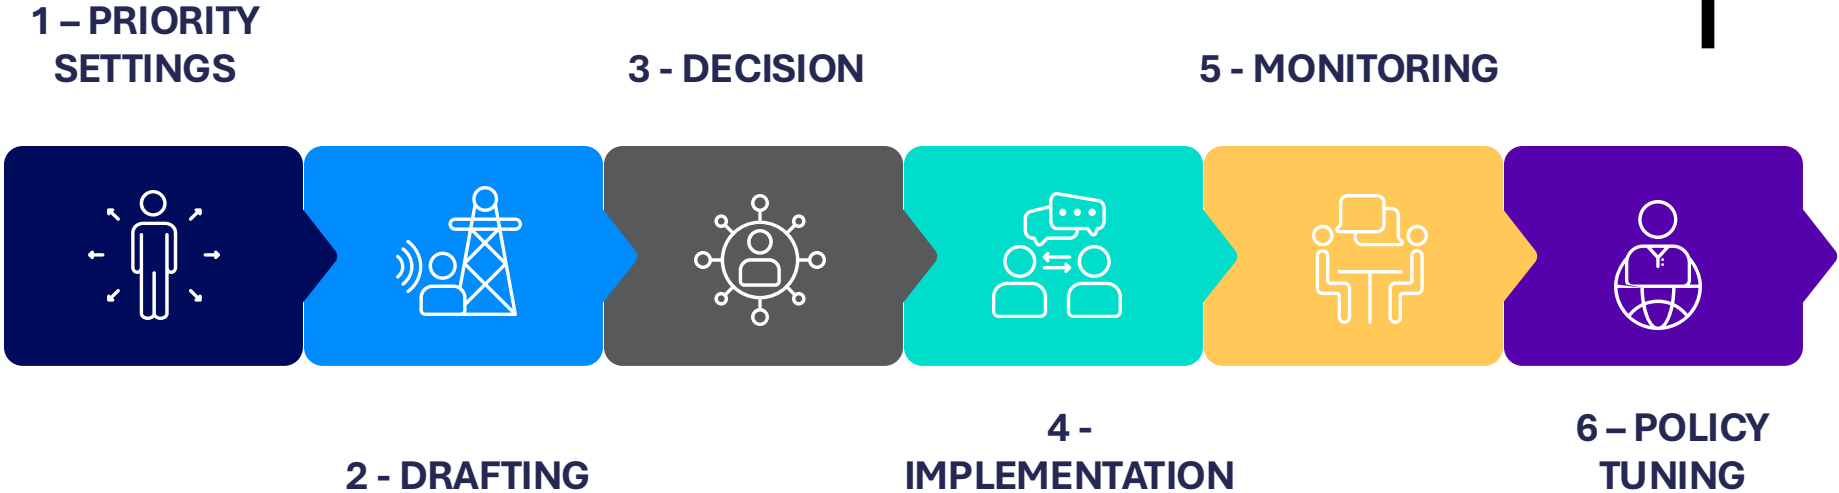 1 – PRIORITY
SETTINGS
2 - DRAFTING
3 - DECISION
4 -
IMPLEMENTATION
5 - MONITORING
6 – POLICY
TUNING